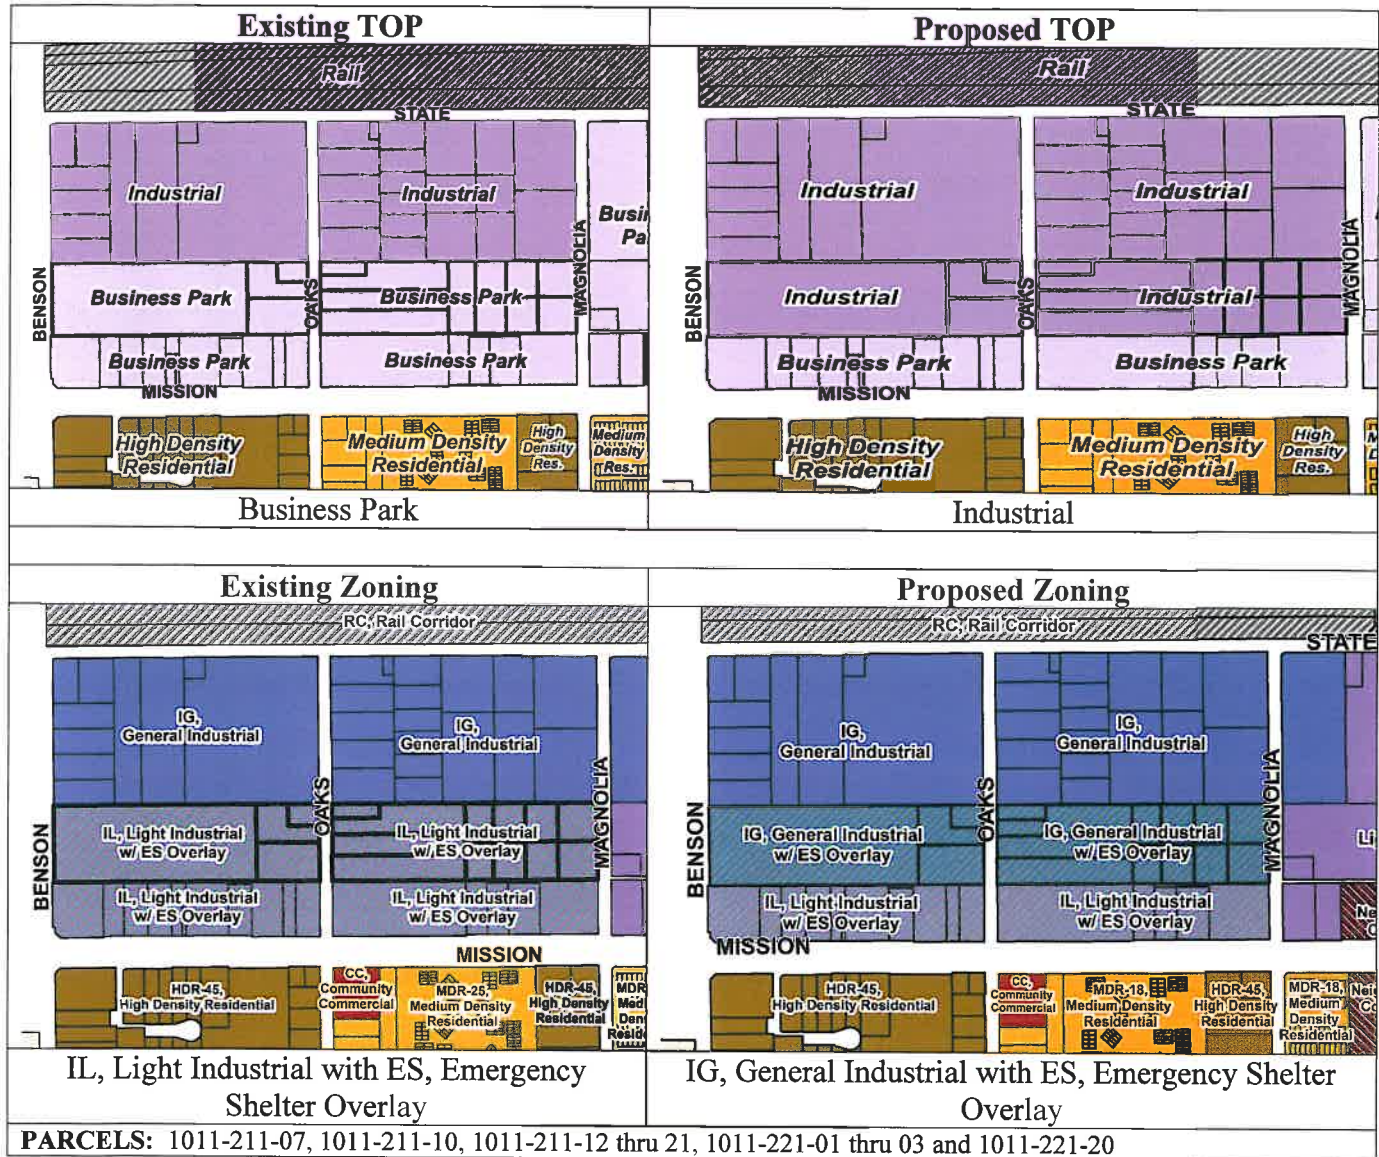 Existing TOP
Rail
STATE
Industrial
Industrial
Busi
Pa
BENSON
OAKS
MAGNOLIA
Business Park
Business Park
Business Park
Business Park
MISSION
High Density
Residential
Medium Density
Residential
High
Density
Res.
Medium
Density
Res.
Business Park
Proposed TOP
Rail
STATE
Industrial
Industrial
BENSON
OAKS
MAGNOLIA
Industrial
Industrial
Business Park
Business Park
MISSION
High Density
Residential
Medium Density
Residential
High
Density
Res.
M
D
Industrial
Existing Zoning
RC, Rail Corridor
IG,
General Industrial
IG,
General Industrial
BENSON
OAKS
MAGNOLIA
IL, Light Industrial
w/ ES Overlay
IL, Light Industrial
w/ ES Overlay
IL, Light Industrial
w/ ES Overlay
IL, Light Industrial
w/ ES Overlay
MISSION
HDR-45,
High Density Residential
CC,
Community
Commercial
MDR-25,
Medium Density
Residential
HDR-45,
High Density
Residential
MDR
Med
Den
Reside
IL, Light Industrial with ES, Emergency
Shelter Overlay
Proposed Zoning
RC, Rail Corridor
STATE
IG,
General Industrial
IG,
General Industrial
BENSON
OAKS
MAGNOLIA
IG, General Industrial
w/ ES Overlay
IG, General Industrial
w/ ES Overlay
Li
IL, Light Industrial
w/ ES Overlay
IL, Light Industrial
w/ ES Overlay
Ne
C
MISSION
HDR-45,
High Density Residential
CC,
Community
Commercial
MDR-18,
Medium Density
Residential
HDR-45,
High Density
Residential
MDR-18,
Medium
Density
Residential
Nei
Co
IG, General Industrial with ES, Emergency Shelter
Overlay
PARCELS: 1011-211-07, 1011-211-10, 1011-211-12 thru 21, 1011-221-01 thru 03 and 1011-221-20